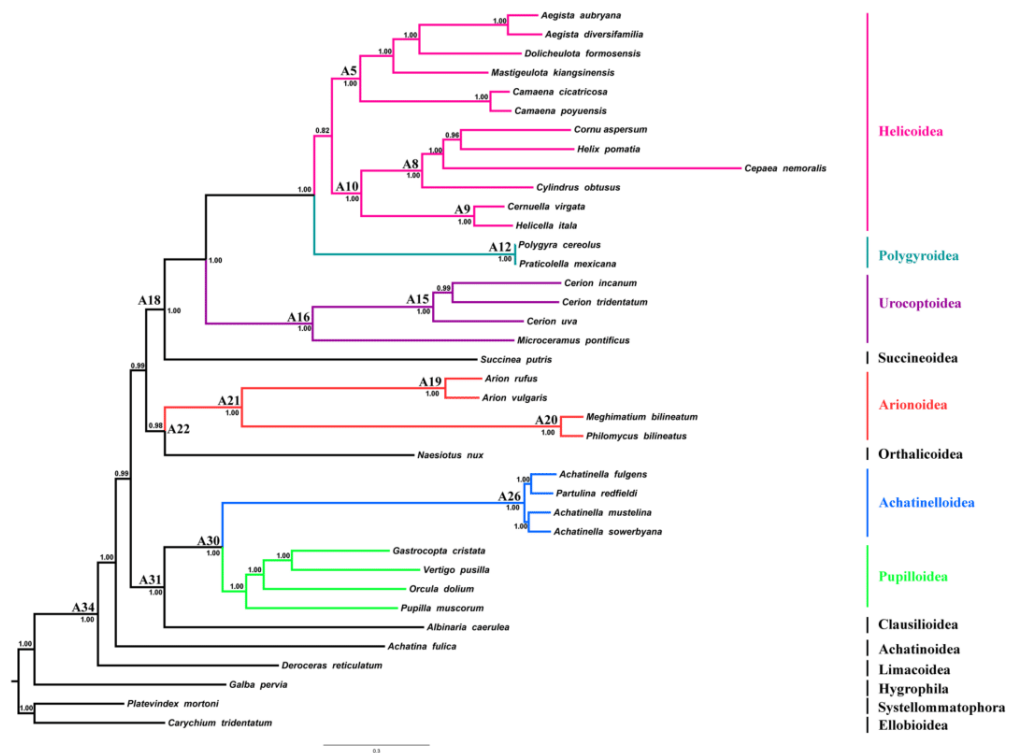 1.00
Aegista aubryana
Aegista diversifamilia
1.00
1.00
Dolicheulota formosensis
A5
1.00
Mastigeulota kiangsinensis
1.00
Camaena cicatricosa
Camaena poyuensis
Helicoidea
0.82
0.96
Cornu aspersum
1.00
Helix pomatia
A8
1.00
Cepaea nemoralis
A10
1.00
Cylindrus obtusus
1.00
A9
1.00
Cernuella virgata
Helicella itala
A12
1.00
Polygyra cereolus
Praticolella mexicana
Polygyroidea
1.00
0.99
Cerion incanum
A15
1.00
Cerion tridentatum
A18
1.00
A16
1.00
Cerion uva
Microceramus pontificus
Urocoptoidea
Succinea putris
Succineoidea
0.99
A19
1.00
Arion rufus
Arion vulgaris
A21
1.00
Arionoidea
0.98
A22
A20
1.00
Meghimatium bilineatum
Philomycus bilineatus
Naesiotus nux
Orthalicoidea
0.99
1.00
Achatinella fulgens
A26
1.00
Partulina redfieldi
Achatinelloidea
1.00
Achatinella mustelina
Achatinella sowerbyana
A30
1.00
1.00
Gastrocopta cristata
1.00
Vertigo pusilla
1.00
A31
1.00
Orcula dolium
Pupilla muscorum
Pupilloidea
1.00
Albinaria caerulea
Clausilioidea
A34
1.00
Achatina fulica
Achatinoidea
1.00
Deroceras reticulatum
Limacoidea
Galba pervia
Hygrophila
Platevindex mortoni
Systellommatophora
1.00
Carychium tridentatum
Ellobioidea
0.3